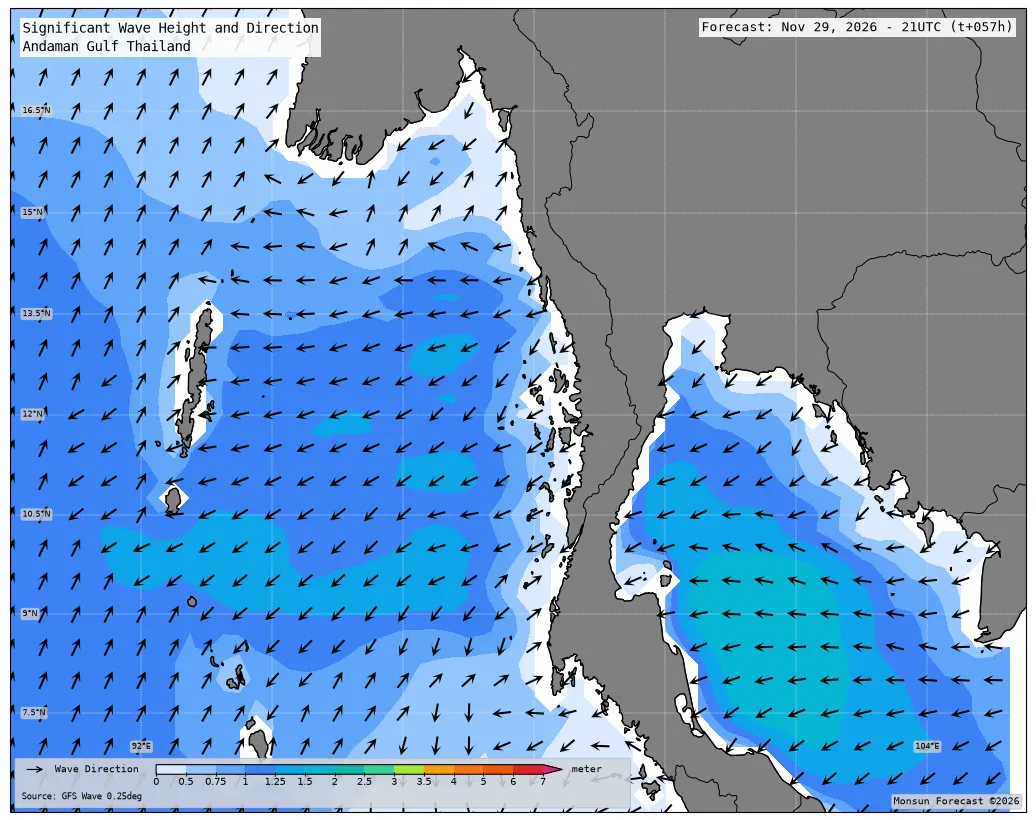 Significant Wave Height and Direction
Andaman Gulf Thailand
Forecast: Nov 29, 2026 - 21UTC (t+057h)
16.5°N
15°N
13.5°N
12°N
10.5°N
9°N
7.5°N
92°E
104°E
Wave Direction
meter
0 0.5 0.75 1 1.25 1.5 2 2.5 3 3.5 4 5 6 7
Source: GFS Wave 0.25deg
Monsun Forecast ©2026